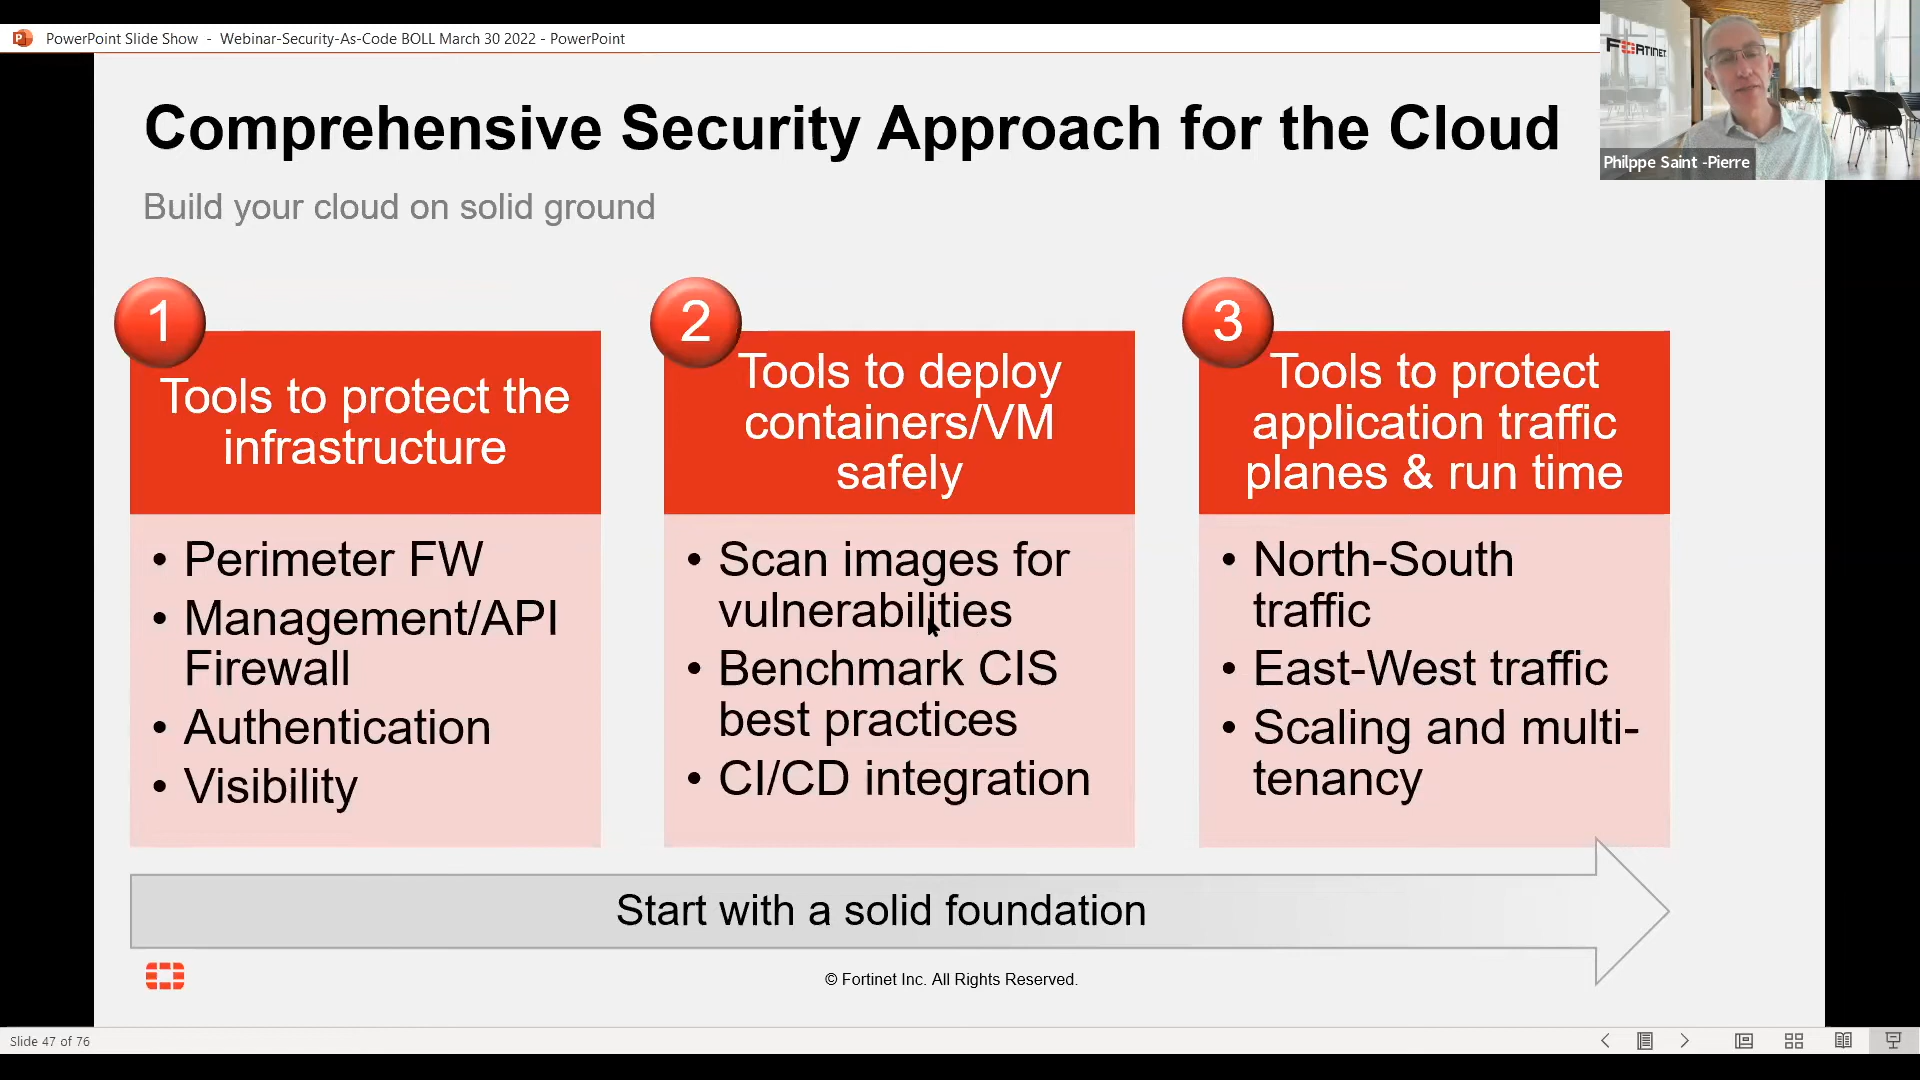 PowerPoint Slide Show - Webinar-Security-As-Code BOLL March 30 2022 - PowerPoint
FORTINET
Philppe Saint -Pierre
Comprehensive Security Approach for the Cloud
Build your cloud on solid ground
1
Tools to protect the
infrastructure
• Perimeter FW
• Management/API
Firewall
• Authentication
• Visibility
2
Tools to deploy
containers/VM
safely
• Scan images for
vulnerabilities
• Benchmark CIS
best practices
• CI/CD integration
3
Tools to protect
application traffic
planes & run time
• North-South
traffic
• East-West traffic
• Scaling and multi-
tenancy
Start with a solid foundation
© Fortinet Inc. All Rights Reserved.
Slide 47 of 76